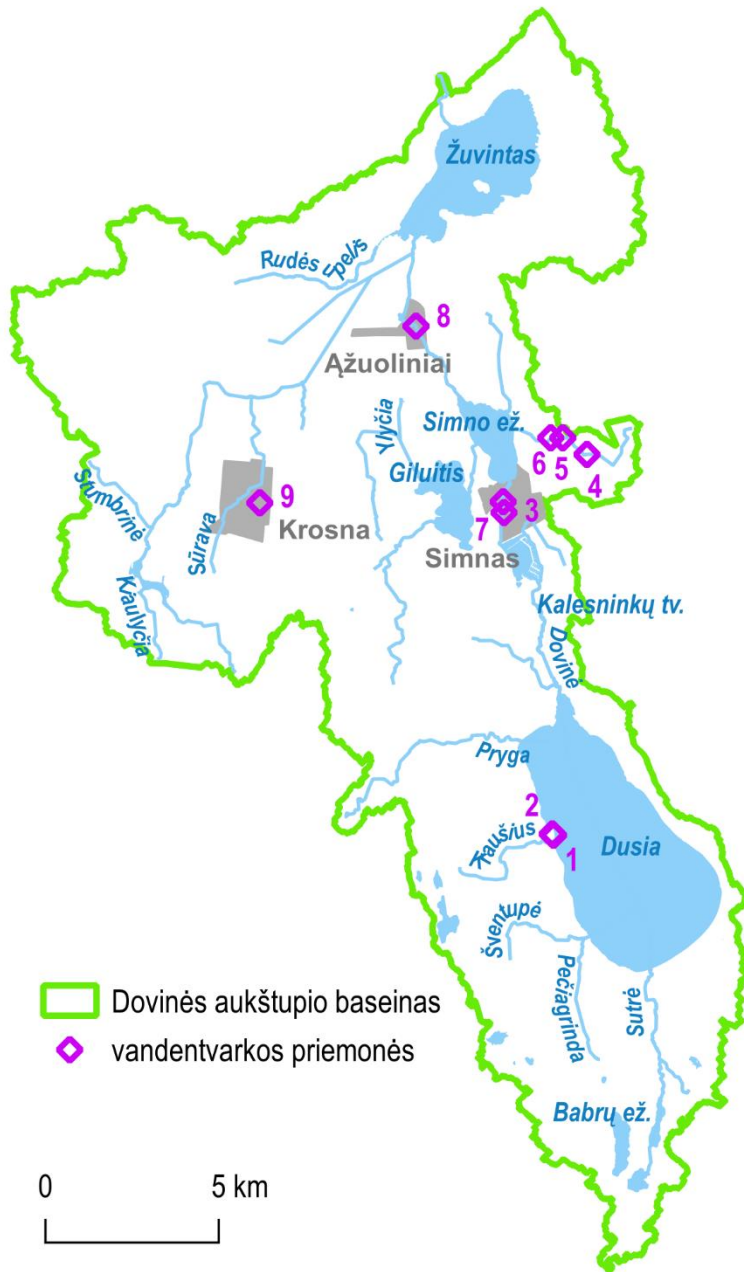 Žuvintas
Rudės upelis
8
Ąžuoliniai
Ylyčia
Simno ež.
Giluitis
6
5
4
Stumbrinė
9
Krosna
Sūrava
3
7
Simnas
Kiaulyčia
Kalesninkų tv.
Dovinė
Pryga
2
Kraušius
1
Dusia
Šventupė
Pečiagrinda
Sutrė
Dovinės aukštupio baseinas
vandentvarkos priemonės
Babrų ež.
0
5 km